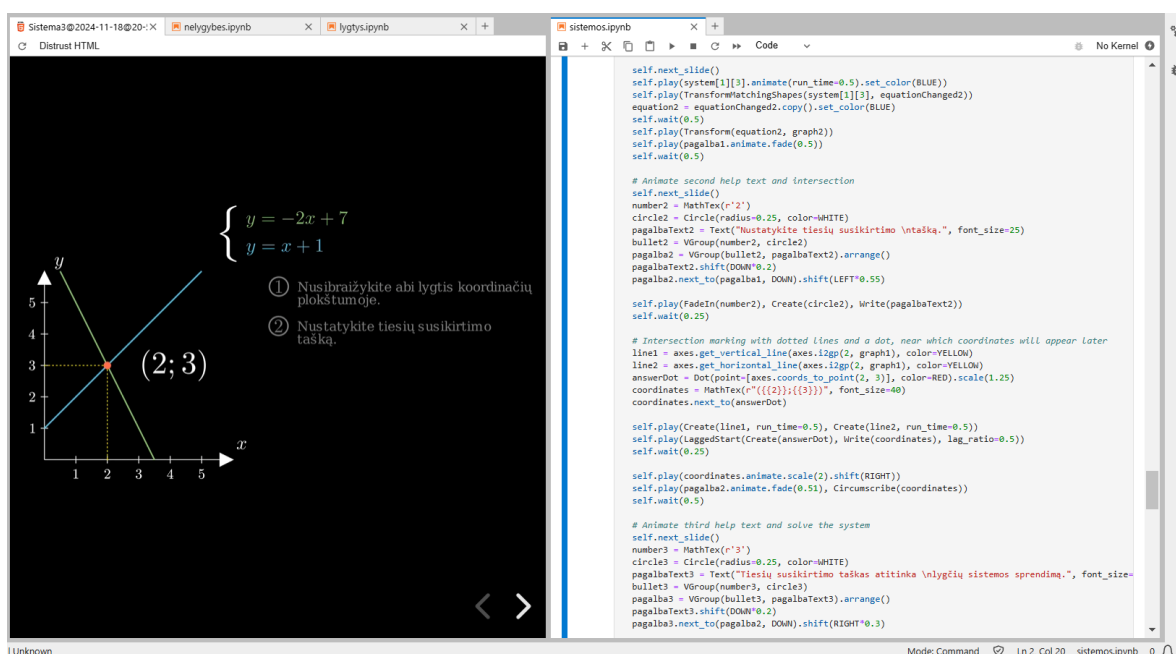 Sistema3@2024-11-18@20-:
nelygybes.ipynb
lygtys.ipynb
Distrust HTML
y = −2x + 7
y = x + 1
1 Nusibraižykite abi lygtis koordinačių
plokštumoje.
2 Nustatykite tiesių susikirtimo
tašką.
y
5
4
3
2
1
(2; 3)
x
1 2 3 4 5
Unknown
sistemos.ipynb
Code
No Kernel
self.next_slide()
self.play(system[1][3].animate(run_time=0.5).set_color(BLUE))
self.play(TransformMatchingShapes(system[1][3], equationChanged2))
equation2 = equationChanged2.copy().set_color(BLUE)
self.wait(0.5)
self.play(Transform(equation2, graph2))
self.play(pagalba1.animate.fade(0.5))
self.wait(0.5)
# Animate second help text and intersection
self.next_slide()
number2 = MathTex(r'2')
circle2 = Circle(radius=0.25, color=WHITE)
pagalbaText2 = Text("Nustatykite tiesių susikirtimo \ntašką.", font_size=25)
bullet2 = VGroup(number2, circle2)
pagalba2 = VGroup(bullet2, pagalbaText2).arrange()
pagalbaText2.shift(DOWN*0.2)
pagalba2.next_to(pagalba1, DOWN).shift(LEFT*0.55)
self.play(FadeIn(number2), Create(circle2), Write(pagalbaText2))
self.wait(0.25)
# Intersection marking with dotted lines and a dot, near which coordinates will appear later
line1 = axes.get_vertical_line(axes.i2gp(2, graph1), color=YELLOW)
line2 = axes.get_horizontal_line(axes.i2gp(2, graph1), color=YELLOW)
answerDot = Dot(point=[axes.coords_to_point(2, 3)], color=RED).scale(1.25)
coordinates = MathTex(r"({{2}};{{3}})", font_size=40)
coordinates.next_to(answerDot)
self.play(Create(line1, run_time=0.5), Create(line2, run_time=0.5))
self.play(LaggedStart(Create(answerDot), Write(coordinates), lag_ratio=0.5))
self.wait(0.25)
self.play(coordinates.animate.scale(2).shift(RIGHT))
self.play(pagalba2.animate.fade(0.51), Circumscribe(coordinates))
self.wait(0.5)
# Animate third help text and solve the system
self.next_slide()
number3 = MathTex(r'3')
circle3 = Circle(radius=0.25, color=WHITE)
pagalbaText3 = Text("Tiesių susikirtimo taškas atitinka \nlygčių sistemos sprendimą.", font_size=
bullet3 = VGroup(number3, circle3)
pagalba3 = VGroup(bullet3, pagalbaText3).arrange()
pagalbaText3.shift(DOWN*0.2)
pagalba3.next_to(pagalba2, DOWN).shift(RIGHT*0.3)
Mode: Command Ln 2, Col 20 sistemos.ipynb 0